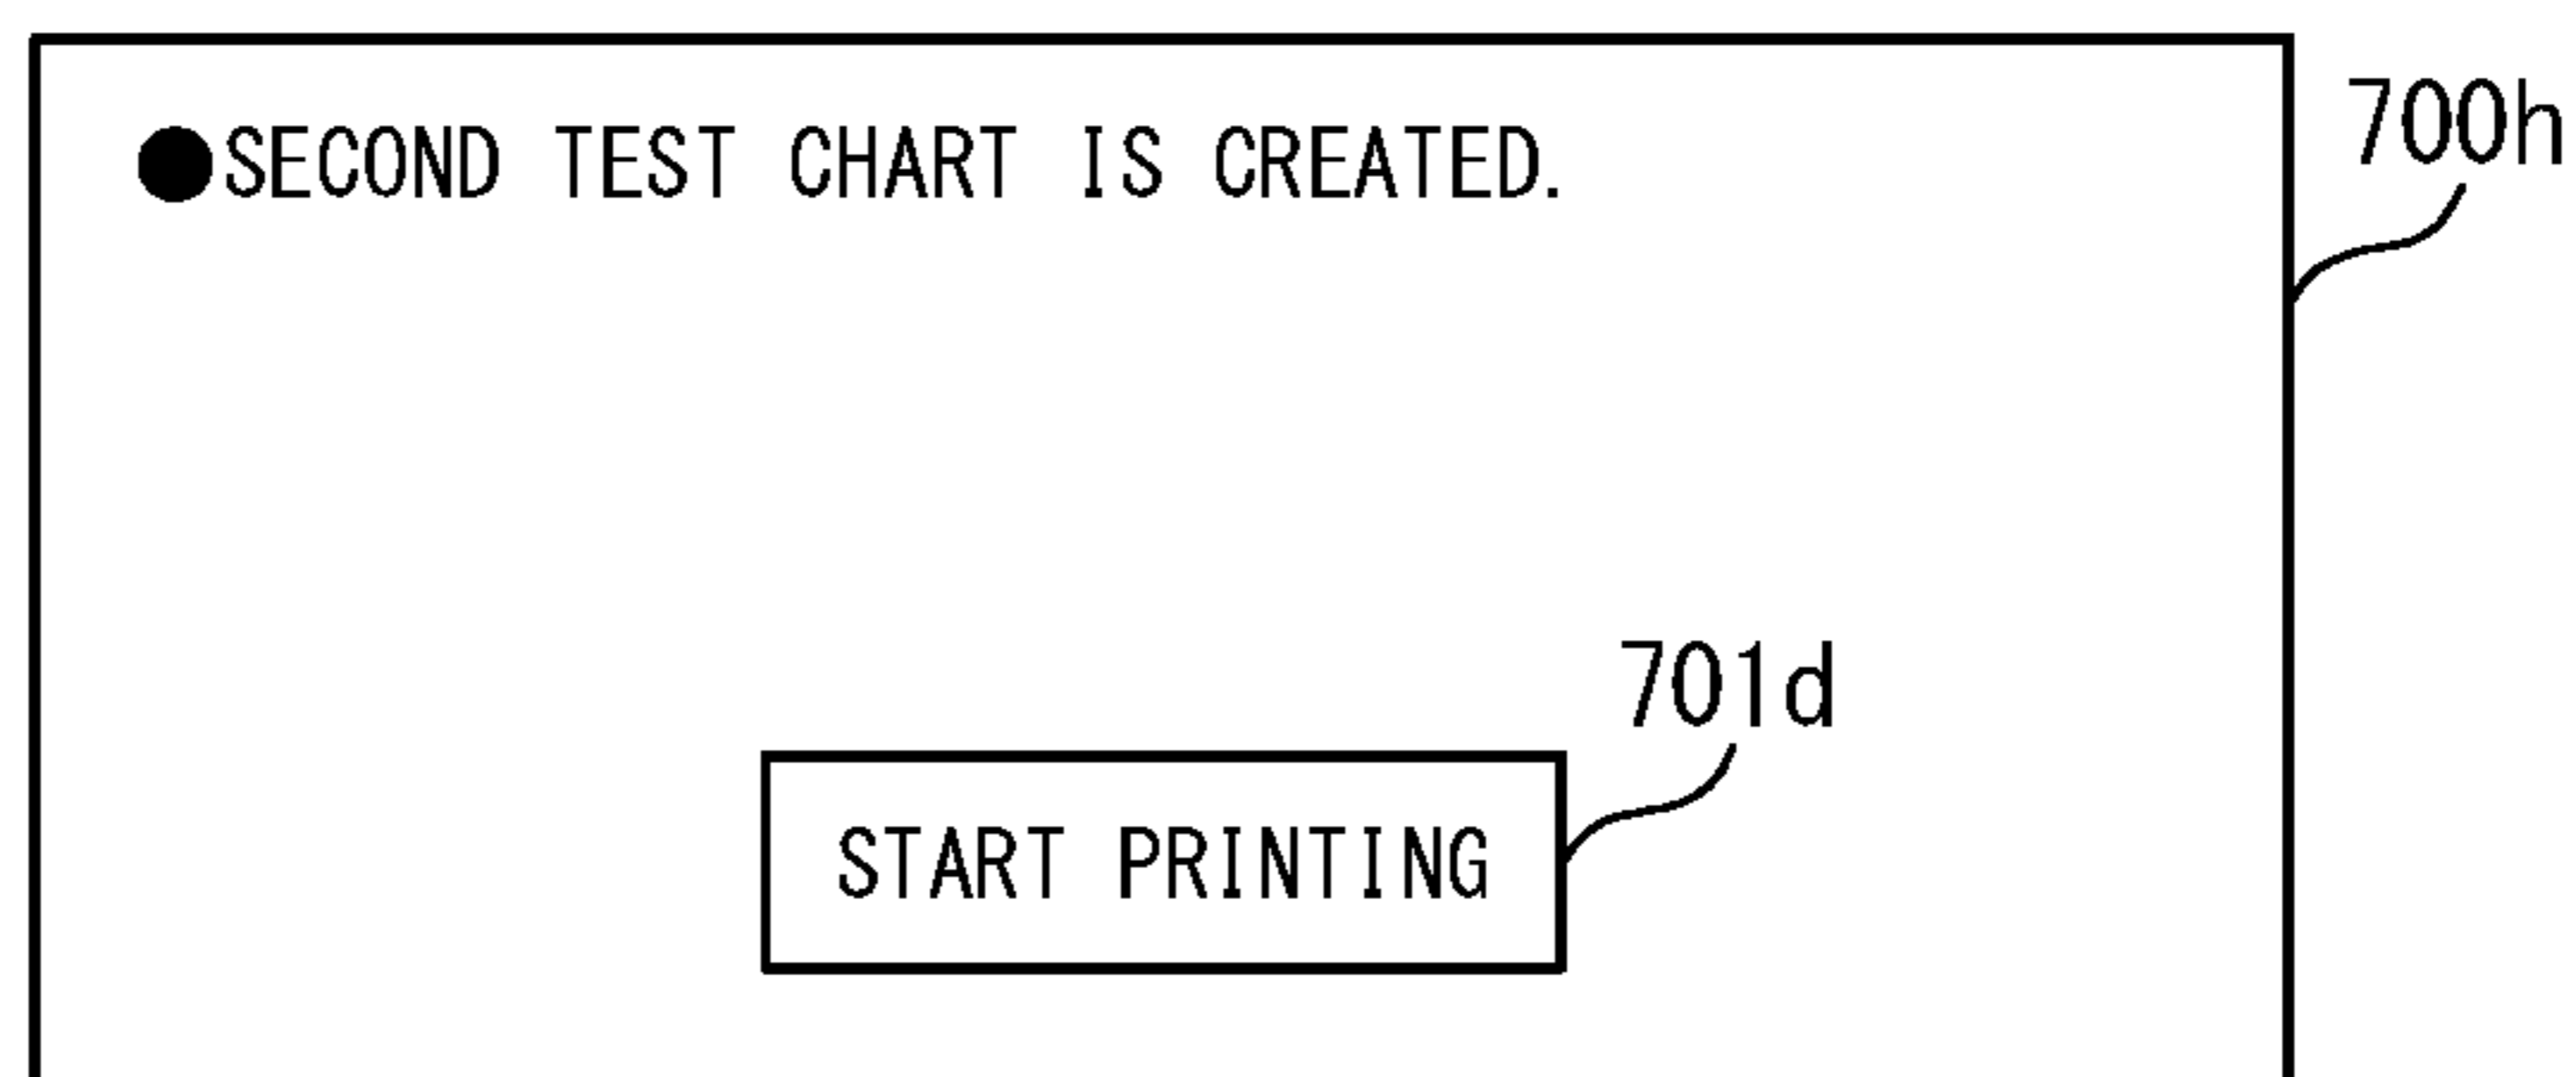 ●SECOND TEST CHART IS CREATED.
700h
701d
START PRINTING